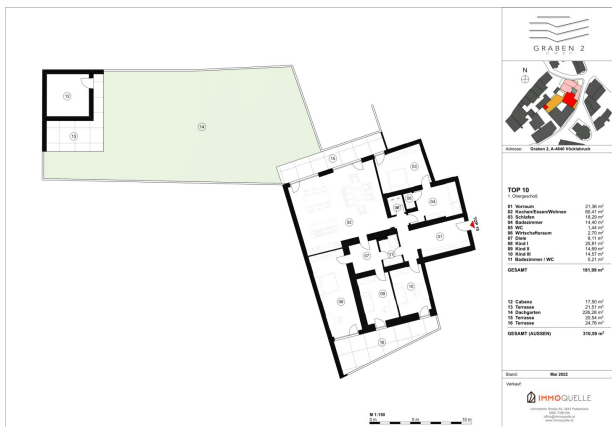 GRABEN 2
N
Adresse: Graben 2, A-4840 Vöcklabruck
TOP 10
1. Obergeschoß
01 Vorraum 21,36 m²
02 Kochen/Essen/Wohnen 60,41 m²
03 Schlafen 18,29 m²
04 Badezimmer 14,40 m²
05 WC 1,44 m²
06 Wirtschaftsraum 2,70 m²
07 Diele 8,11 m²
08 Kind I 20,81 m²
09 Kind II 14,69 m²
10 Kind III 14,57 m²
11 Badezimmer / WC 5,21 m²
GESAMT 181,99 m²
12 Cabana 17,50 m²
13 Terrasse 21,51 m²
14 Dachgarten 226,28 m²
15 Terrasse 20,54 m²
16 Terrasse 24,76 m²
GESAMT (AUSSEN) 310,59 m²
Stand: Mai 2022
Verkauf:
IMMOQUELLE
12
13
14
15
03
05
06
04
02
01
TOP 10
07
11
08
09
10
16
M 1:150
0 m 5 m 10 m